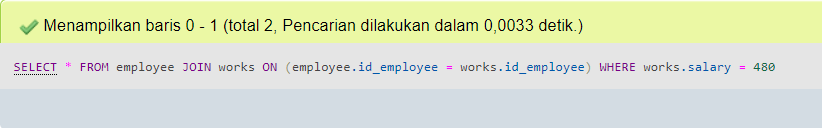 Menampilkan baris 0 - 1 (total 2, Pencarian dilakukan dalam 0,0033 detik.)
SELECT * FROM employee JOIN works ON (employee.id_employee = works.id_employee) WHERE works.salary = 480